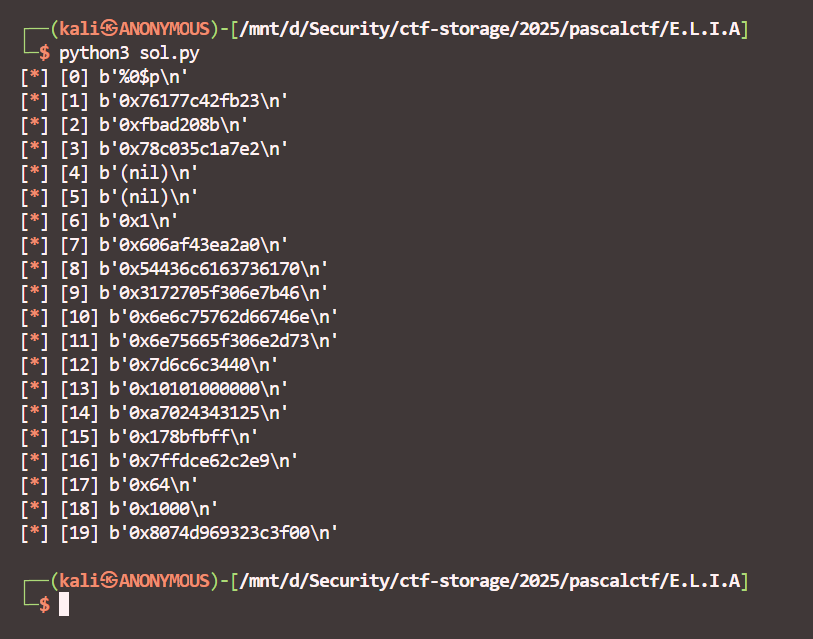 ┌──(kali㉿ANONYMOUS)-[/mnt/d/Security/ctf-storage/2025/pascalctf/E.L.I.A]
└─$ python3 sol.py
[*] [0] b'%0$p\n'
[*] [1] b'0x76177c42fb23\n'
[*] [2] b'0xfbad208b\n'
[*] [3] b'0x78c035c1a7e2\n'
[*] [4] b'(nil)\n'
[*] [5] b'(nil)\n'
[*] [6] b'0x1\n'
[*] [7] b'0x606af43ea2a0\n'
[*] [8] b'0x54436c6163736170\n'
[*] [9] b'0x3172705f306e7b46\n'
[*] [10] b'0x6e6c75762d66746e\n'
[*] [11] b'0x6e75665f306e2d73\n'
[*] [12] b'0x7d6c6c3440\n'
[*] [13] b'0x10101000000\n'
[*] [14] b'0xa7024343125\n'
[*] [15] b'0x178bfbff\n'
[*] [16] b'0x7ffdce62c2e9\n'
[*] [17] b'0x64\n'
[*] [18] b'0x1000\n'
[*] [19] b'0x8074d969323c3f00\n'
┌──(kali㉿ANONYMOUS)-[/mnt/d/Security/ctf-storage/2025/pascalctf/E.L.I.A]
└─$